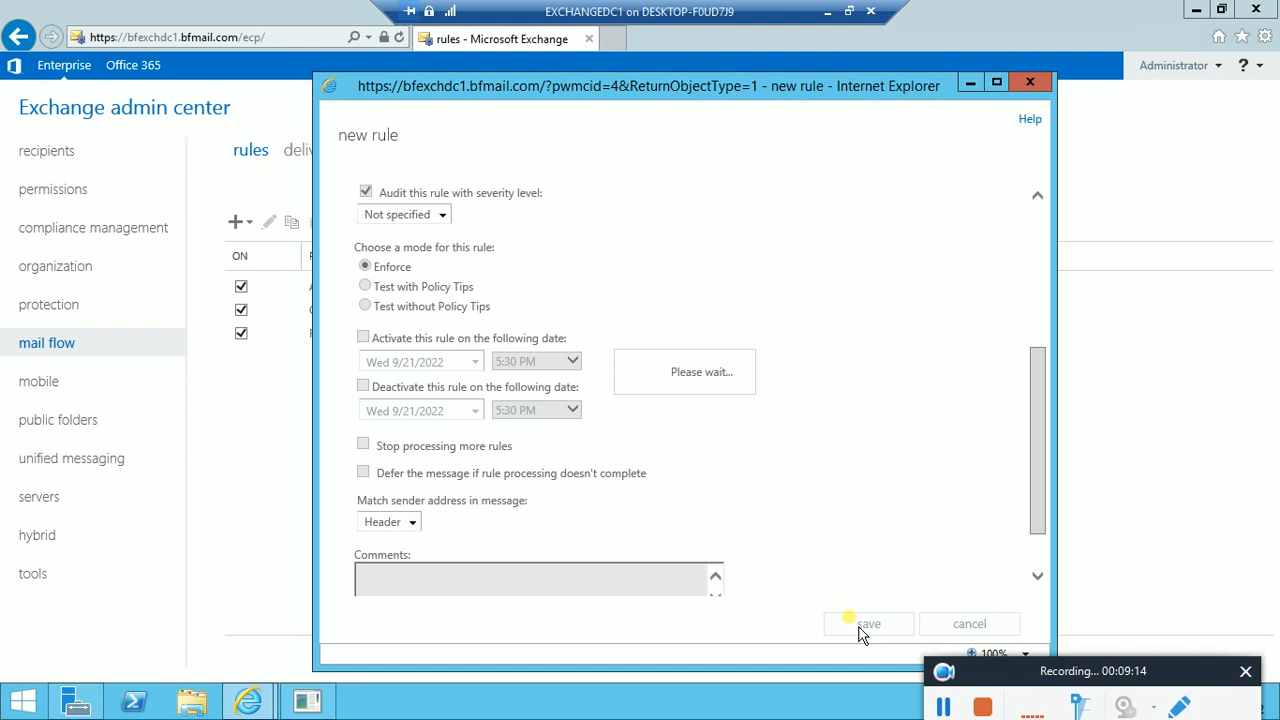 EXCHANGEDC1 on DESKTOP-F0UD7J9
https://bfexchdc1.bfmail.com/ecp/
rules - Microsoft Exchange
Enterprise
Office 365
Administrator
?
Exchange admin center
recipients
permissions
compliance management
organization
protection
mail flow
mobile
public folders
unified messaging
servers
hybrid
tools
rules
ON
https://bfexchdc1.bfmail.com/?pwmcid=4&ReturnObjectType=1 - new rule - Internet Explorer
Help
new rule
Audit this rule with severity level:
Not specified
Choose a mode for this rule:
Enforce
Test with Policy Tips
Test without Policy Tips
Activate this rule on the following date:
Wed 9/21/2022 5:30 PM
Please wait...
Deactivate this rule on the following date:
Wed 9/21/2022 5:30 PM
Stop processing more rules
Defer the message if rule processing doesn't complete
Match sender address in message:
Header
Comments:
save
cancel
100%
Recording... 00:09:14